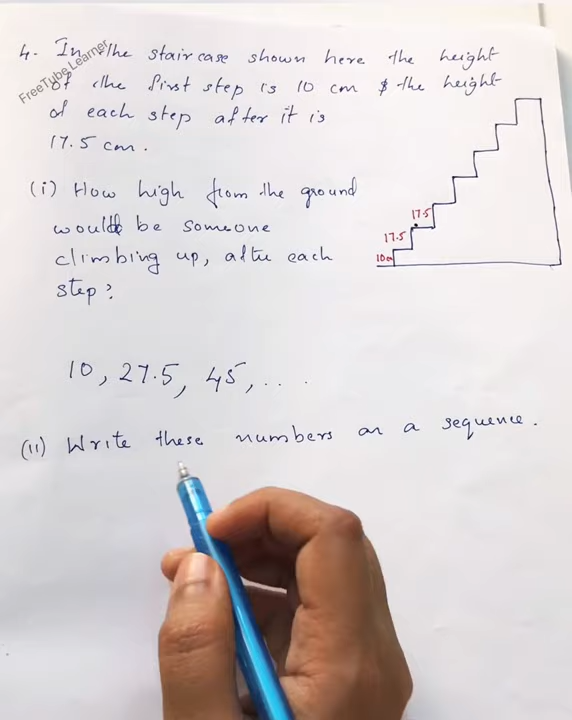 4. In the staircase shown here the height
of the first step is 10 cm & the height
of each step after it is
17.5 cm.
(i) How high from the ground
would be someone
climbing up, after each
step?
17.5
17.5
10
10, 27.5, 45, . . .
(ii) Write these numbers as a sequence.
FreeTube Learner